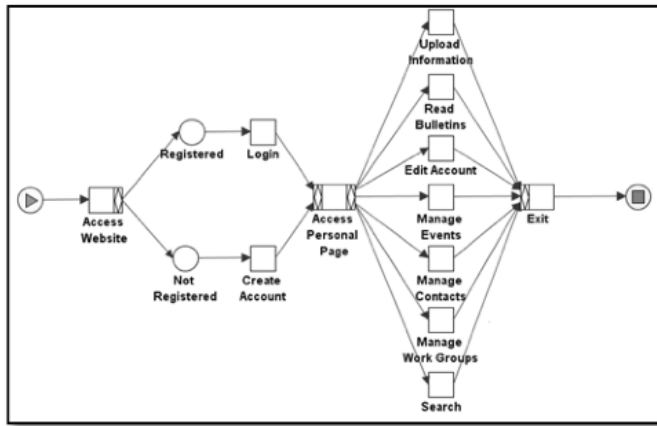 Upload
Information
Read
Bulletins
Registered
Login
Edit Account
Access
Website
Access
Personal
Page
Manage
Events
Exit
Not
Registered
Create
Account
Manage
Contacts
Manage
Work Groups
Search